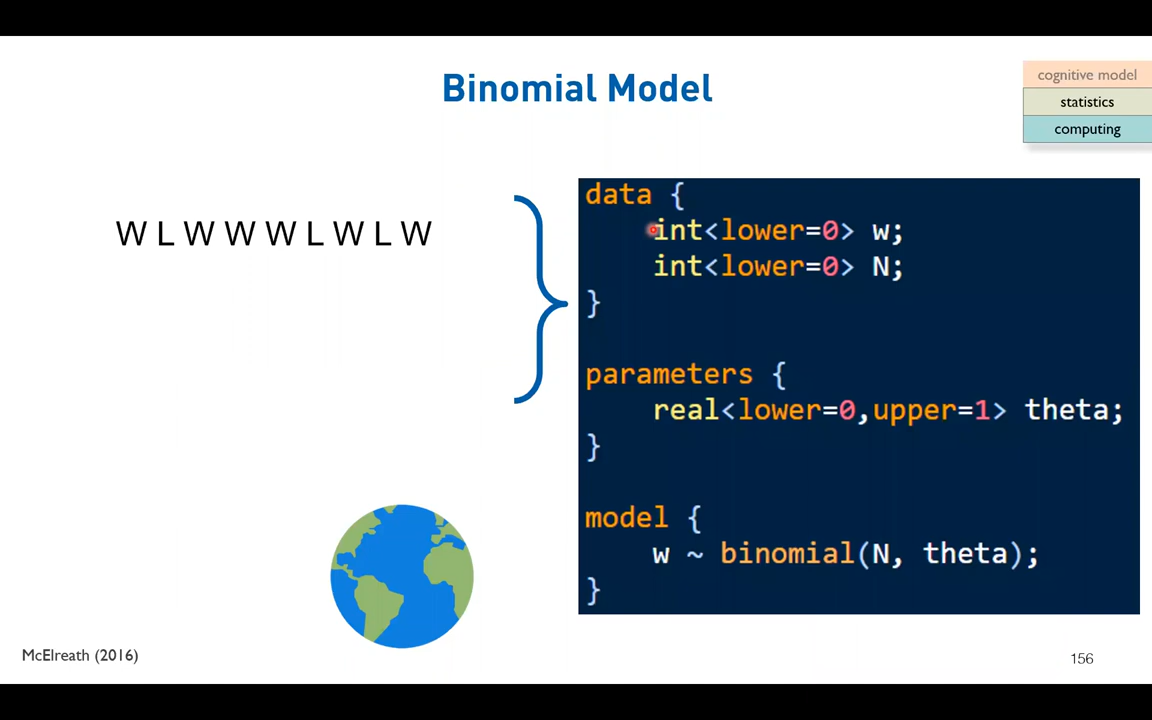 Binomial Model
cognitive model
statistics
computing
W L W W W L W L W
data {
    int<lower=0> w;
    int<lower=0> N;
}
parameters {
    real<lower=0,upper=1> theta;
}
model {
    w ~ binomial(N, theta);
}
McElreath (2016)
156